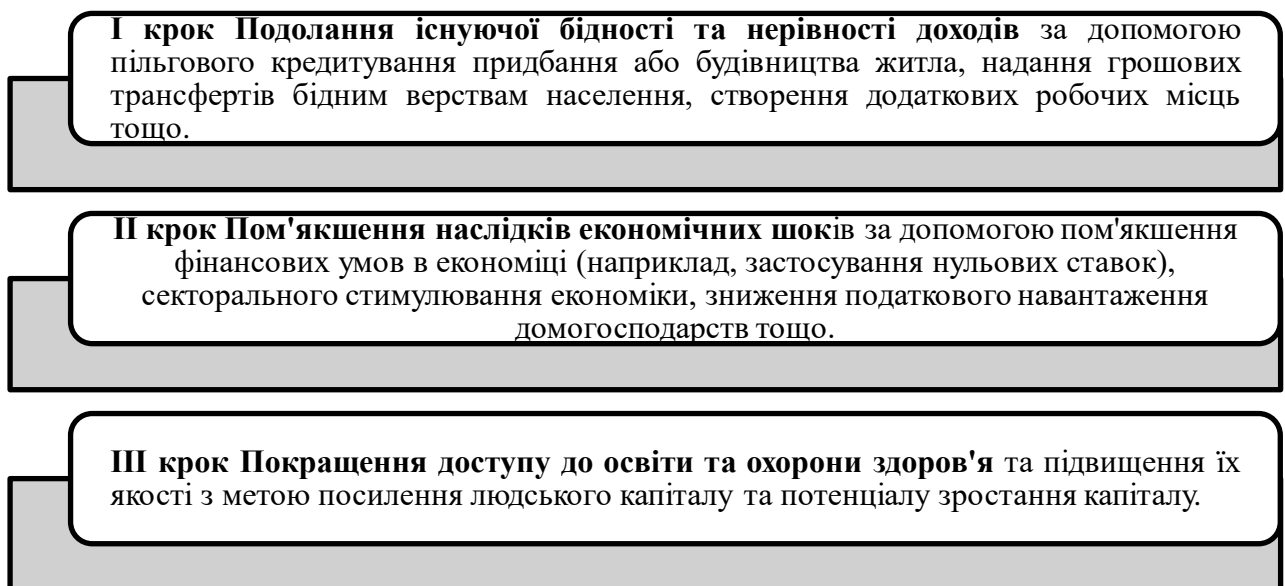 І крок Подолання існуючої бідності та нерівності доходів за допомогою
пільгового кредитування придбання або будівництва житла, надання грошових
трансфертів бідним верствам населення, створення додаткових робочих місць
тощо.
ІІ крок Пом'якшення наслідків економічних шоків за допомогою пом'якшення
фінансових умов в економіці (наприклад, застосування нульових ставок),
секторального стимулювання економіки, зниження податкового навантаження
домогосподарств тощо.
ІІІ крок Покращення доступу до освіти та охорони здоров'я та підвищення їх
якості з метою посилення людського капіталу та потенціалу зростання капіталу.